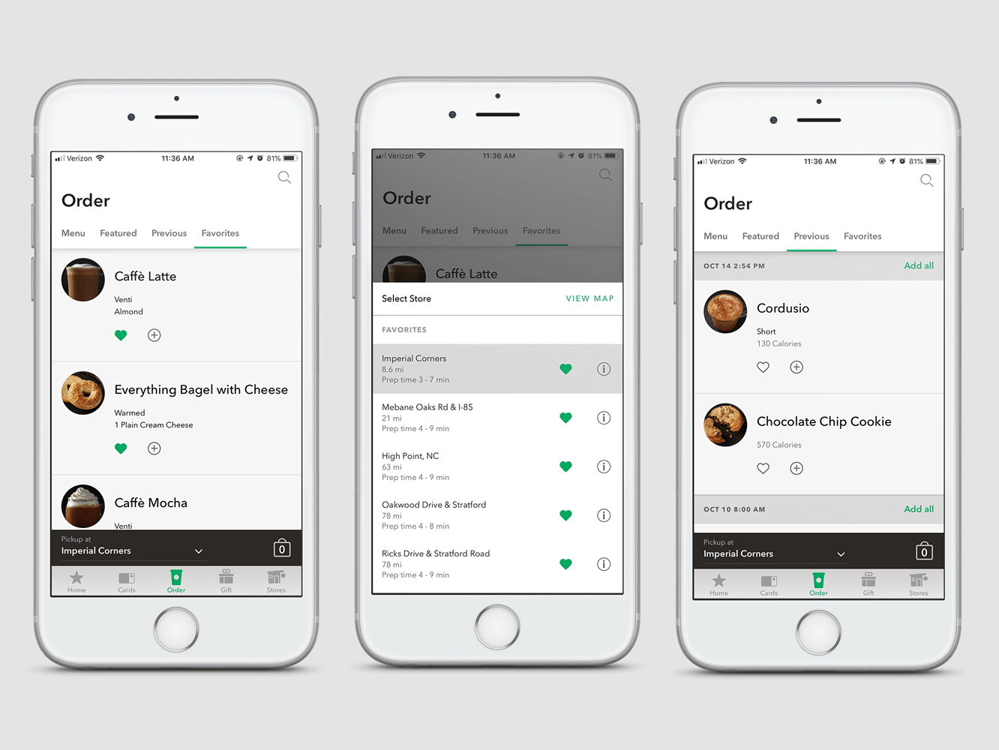 Verizon 11:36 AM 81%
Order
Menu Featured Previous Favorites
Caffè Latte
Venti
Almond
Everything Bagel with Cheese
Warmed
1 Plain Cream Cheese
Caffè Mocha
Venti
Pickup at
Imperial Corners
0
Home Cards Order Gift Stores
Verizon 11:36 AM 81%
Order
Menu Featured Previous Favorites
Caffè Latte
Select Store VIEW MAP
FAVORITES
Imperial Corners
8.6 mi
Prep time 3 - 7 min
Mebane Oaks Rd & I-85
21 mi
Prep time 4 - 9 min
High Point, NC
63 mi
Prep time 4 - 9 min
Oakwood Drive & Stratford
78 mi
Prep time 4 - 8 min
Ricks Drive & Stratford Road
78 mi
Prep time 4 - 9 min
Verizon 11:36 AM 81%
Order
Menu Featured Previous Favorites
OCT 14 2:54 PM Add all
Cordusio
Short
130 Calories
Chocolate Chip Cookie
570 Calories
OCT 10 8:00 AM Add all
Pickup at
Imperial Corners
0
Home Cards Order Gift Stores